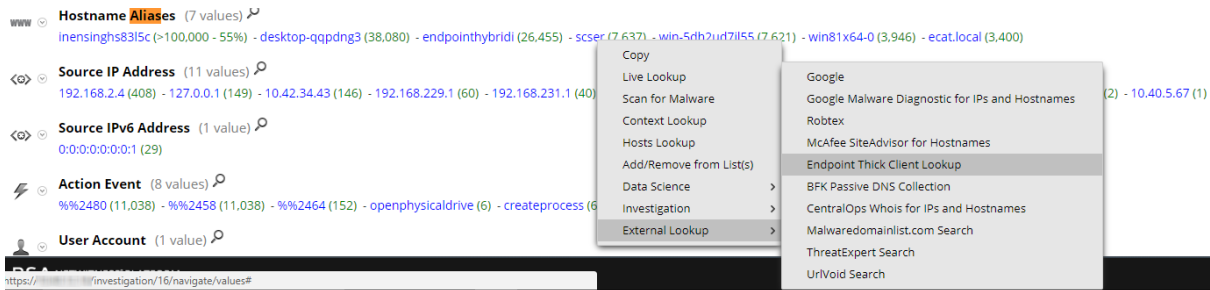 Hostname Aliases (7 values)
inensinghs83l5c (>100,000 - 55%) - desktop-qqpdng3 (38,080) - endpointhybridi (26,455) - scser (7,637) - win-5dh2ud7jl55 (7,621) - win81x64-0 (3,946) - ecat.local (3,400)
Source IP Address (11 values)
192.168.2.4 (408) - 127.0.0.1 (149) - 10.42.34.43 (146) - 192.168.229.1 (60) - 192.168.231.1 (40)
(2) - 10.40.5.67 (1)
Source IPv6 Address (1 value)
0:0:0:0:0:0:0:1 (29)
Action Event (8 values)
%%2480 (11,038) - %%2458 (11,038) - %%2464 (152) - openphysicaldrive (6) - createprocess (6
User Account (1 value)
https://
/investigation/16/navigate/values#
Copy
Live Lookup
Scan for Malware
Context Lookup
Hosts Lookup
Add/Remove from List(s)
Data Science
Investigation
External Lookup
Google
Google Malware Diagnostic for IPs and Hostnames
Robtex
McAfee SiteAdvisor for Hostnames
Endpoint Thick Client Lookup
BFK Passive DNS Collection
CentralOps Whois for IPs and Hostnames
Malwaredomainlist.com Search
ThreatExpert Search
UrlVoid Search